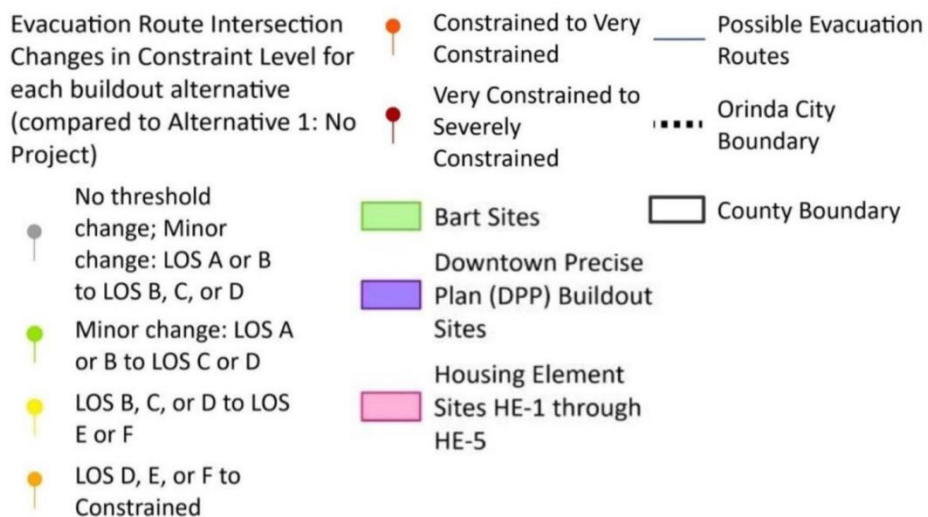 Evacuation Route Intersection
Changes in Constraint Level for
each buildout alternative
(compared to Alternative 1: No
Project)
No threshold
change; Minor
change: LOS A or B
to LOS B, C, or D
Minor change: LOS A
or B to LOS C or D
LOS B, C, or D to LOS
E or F
LOS D, E, or F to
Constrained
Constrained to Very
Constrained
Very Constrained to
Severely
Constrained
Bart Sites
Downtown Precise
Plan (DPP) Buildout
Sites
Housing Element
Sites HE-1 through
HE-5
Possible Evacuation
Routes
Orinda City
Boundary
County Boundary